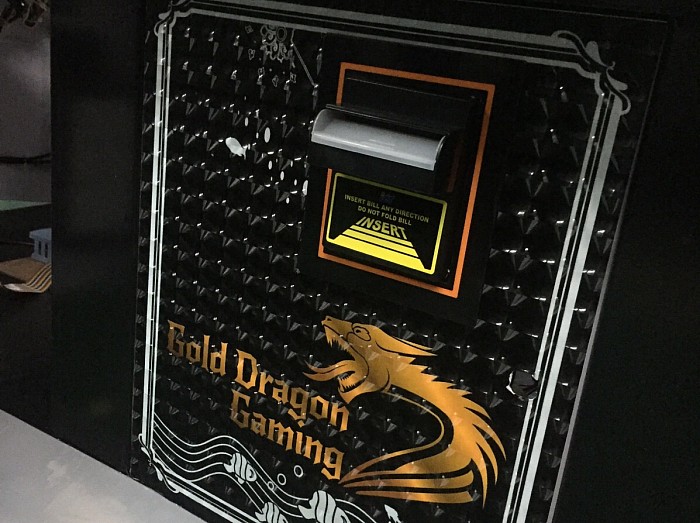 INSERT BILL ANY DIRECTION
DO NOT FOLD BILL
INSERT
Gold Dragon
Gaming